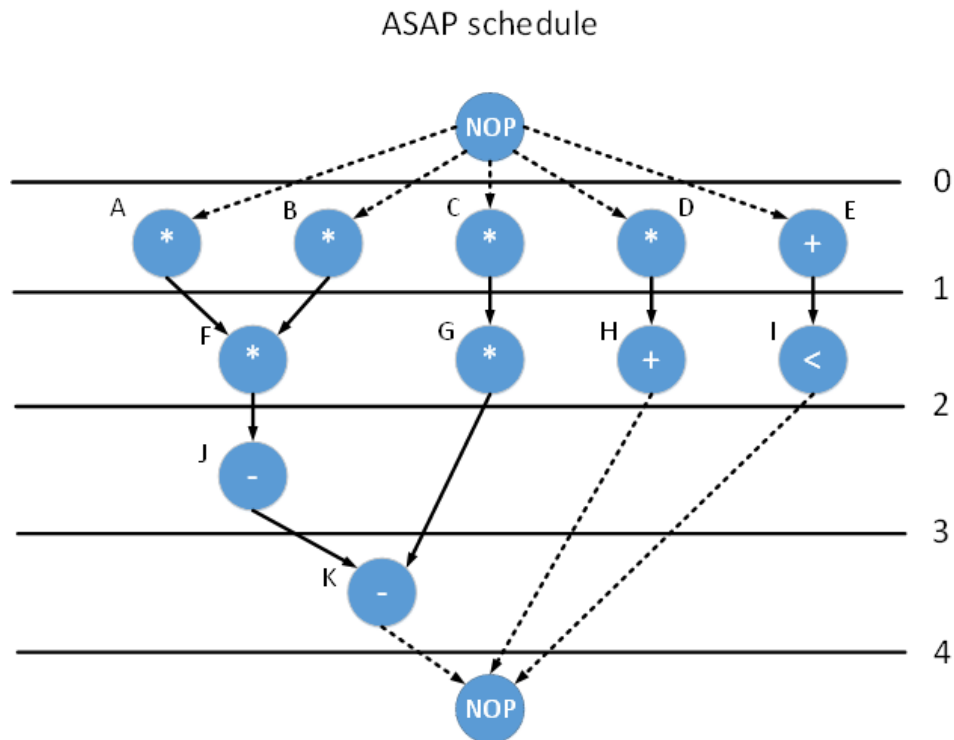 ASAP schedule
NOP
0
A B C D E
* * * * +
1
F G H I
* * + <
2
J
-
3
K
-
4
NOP